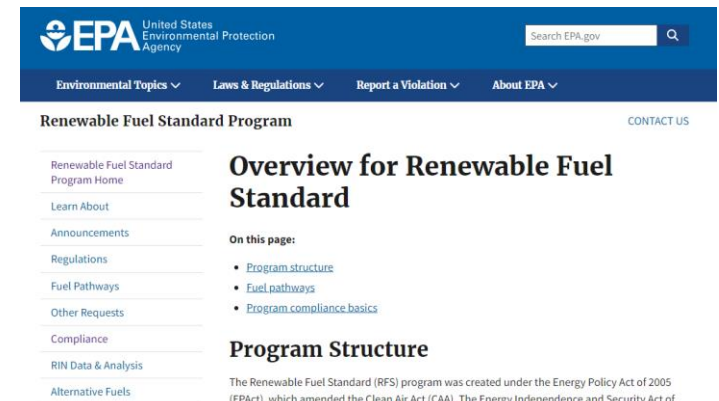 EPA
United States
Environmental Protection
Agency
Search EPA.gov
Environmental Topics
Laws & Regulations
Report a Violation
About EPA
Renewable Fuel Standard Program
CONTACT US
Renewable Fuel Standard
Program Home
Learn About
Announcements
Regulations
Fuel Pathways
Other Requests
Compliance
RIN Data & Analysis
Alternative Fuels
Overview for Renewable Fuel
Standard
On this page:
• Program structure
• Fuel pathways
• Program compliance basics
Program Structure
The Renewable Fuel Standard (RFS) program was created under the Energy Policy Act of 2005
(EPAct), which amended the Clean Air Act (CAA). The Energy Independence and Security Act of